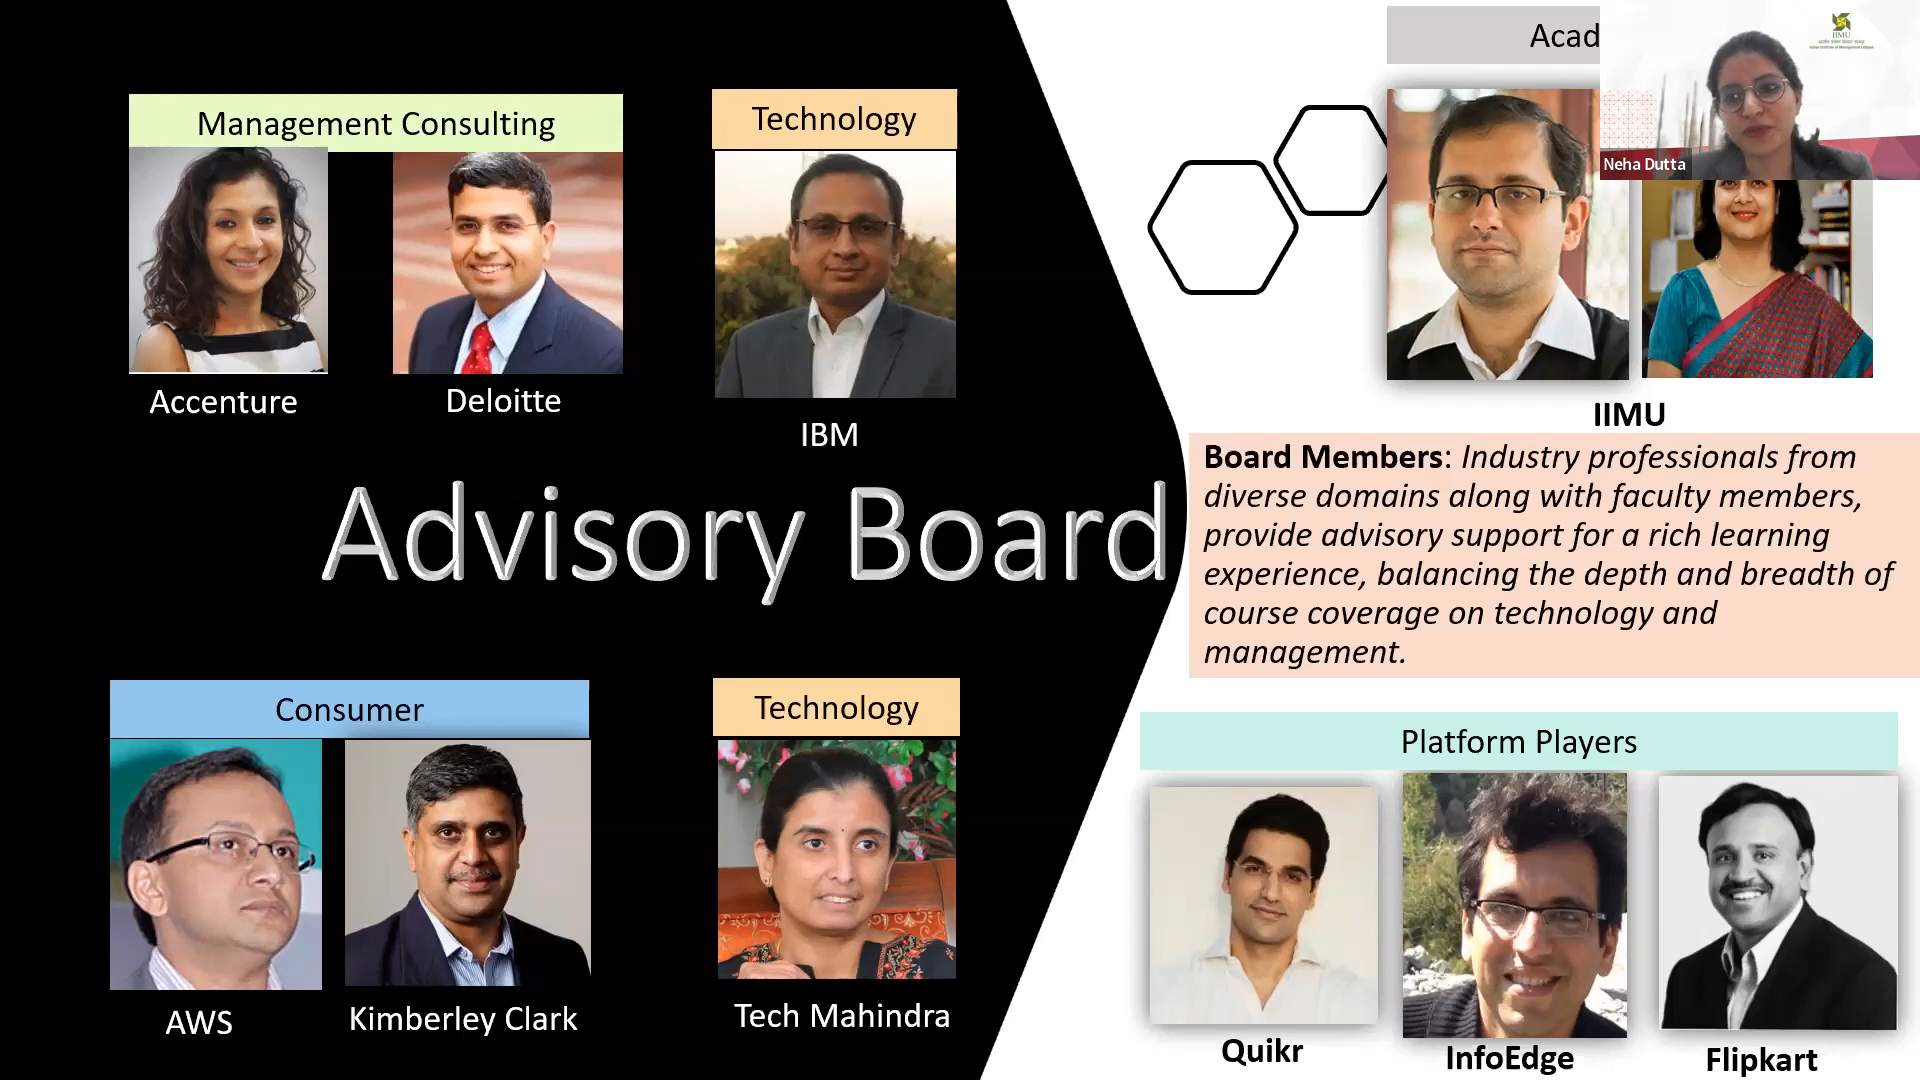 Acad
IIMU
Neha Dutta
Management Consulting
Technology
Accenture
Deloitte
IBM
IIMU
Advisory Board
Board Members: Industry professionals from
diverse domains along with faculty members,
provide advisory support for a rich learning
experience, balancing the depth and breadth of
course coverage on technology and
management.
Consumer
Technology
Platform Players
AWS
Kimberley Clark
Tech Mahindra
Quikr
InfoEdge
Flipkart